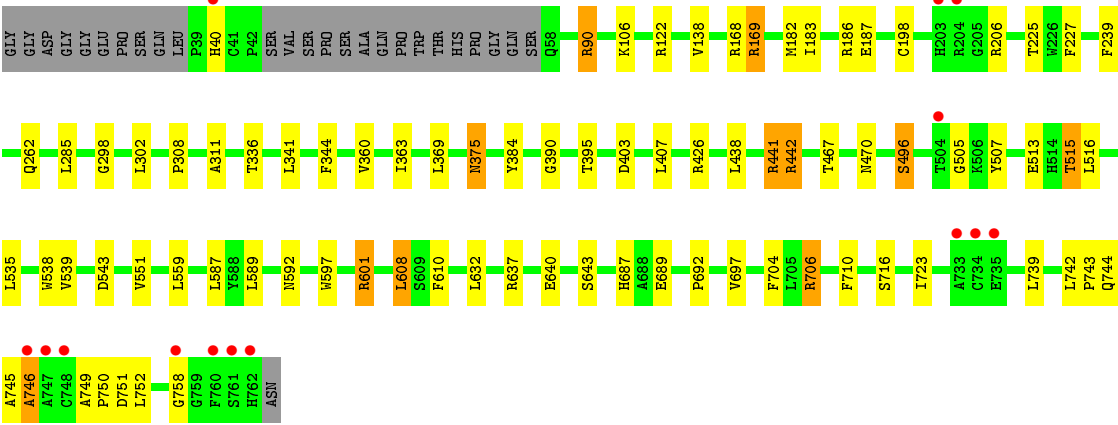 GLY GLY ASP GLY GLY GLU PRO SER GLN LEU P39 H40 C41 P42 SER VAL SER PRO SER ALA GLN PRO TRP THR HIS PRO GLY GLN SER Q58 R90 K106 R122 V138 R168 R169 M182 I183 R186 E187 C198 H203 R204 G205 R206 T225 W226 F227 F239
Q262 L285 G298 L302 P308 A311 T336 L341 F344 V360 I363 L369 N375 Y384 G390 T395 D403 L407 R426 L438 R441 R442 T467 N470 S496 T504 G505 K506 Y507 E513 H514 T515 L516
L535 W538 V539 D543 V551 L559 L587 Y588 L589 N592 W597 R601 L608 S609 F610 L632 R637 E640 S643 H687 A688 E689 P692 V697 F704 L705 R706 F710 S716 I723 A733 C734 E735 L739 L742 P743 Q744
A745 A746 A747 C748 A749 P750 D751 L752 G758 G759 F760 S761 H762 ASN